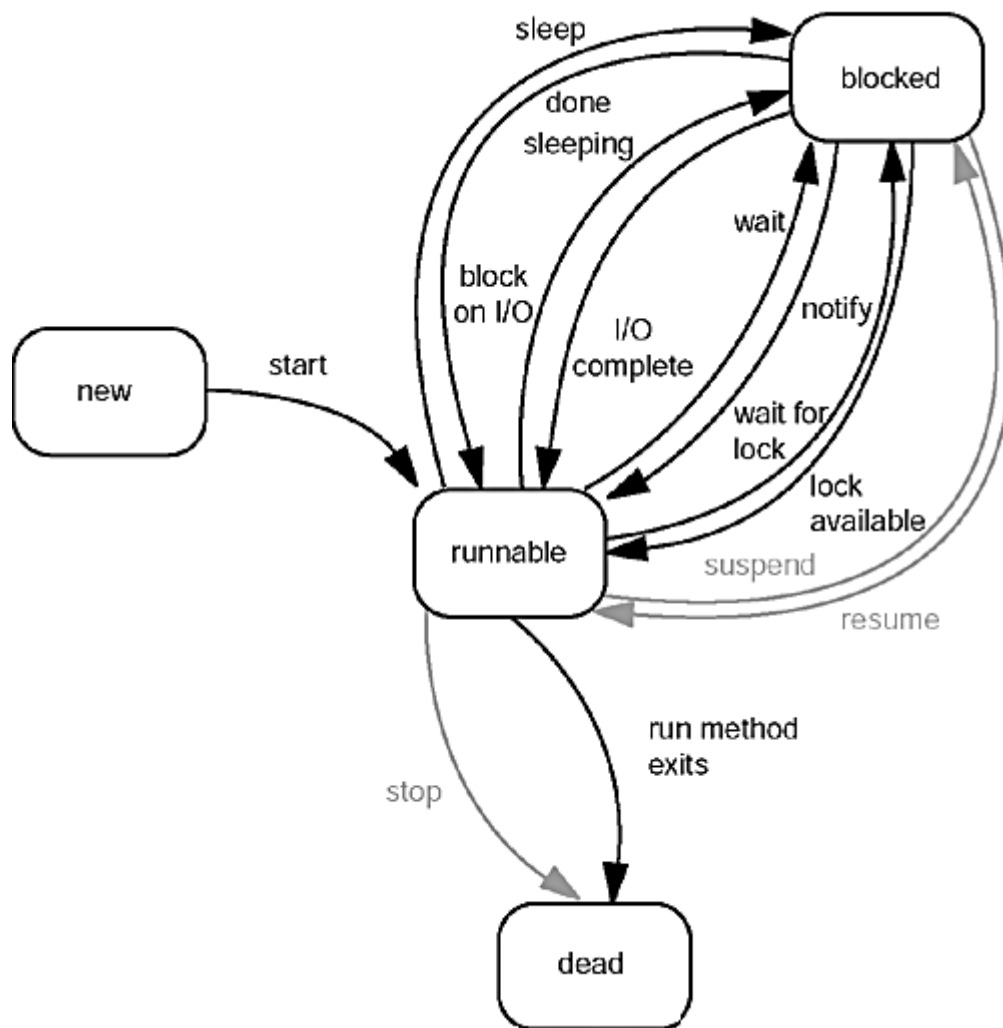 sleep
blocked
done
sleeping
wait
block
on I/O
notify
I/O
complete
start
new
wait for
lock
lock
available
runnable
suspend
resume
run method
exits
stop
dead